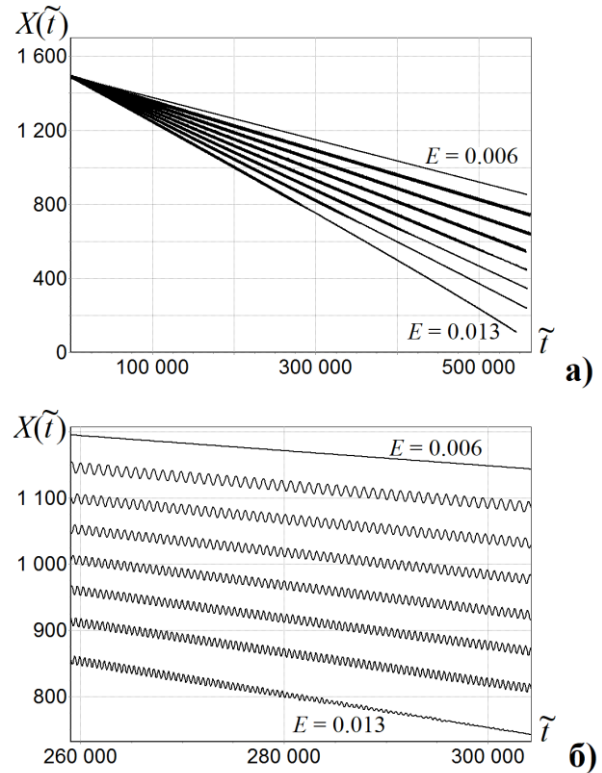 X(t̃)
1 600
1 200
800
400
0
E = 0.006
E = 0.013
100 000 300 000 500 000 t̃
а)
X(t̃)
1 100
1 000
900
800
E = 0.006
E = 0.013
260 000 280 000 300 000 t̃
б)